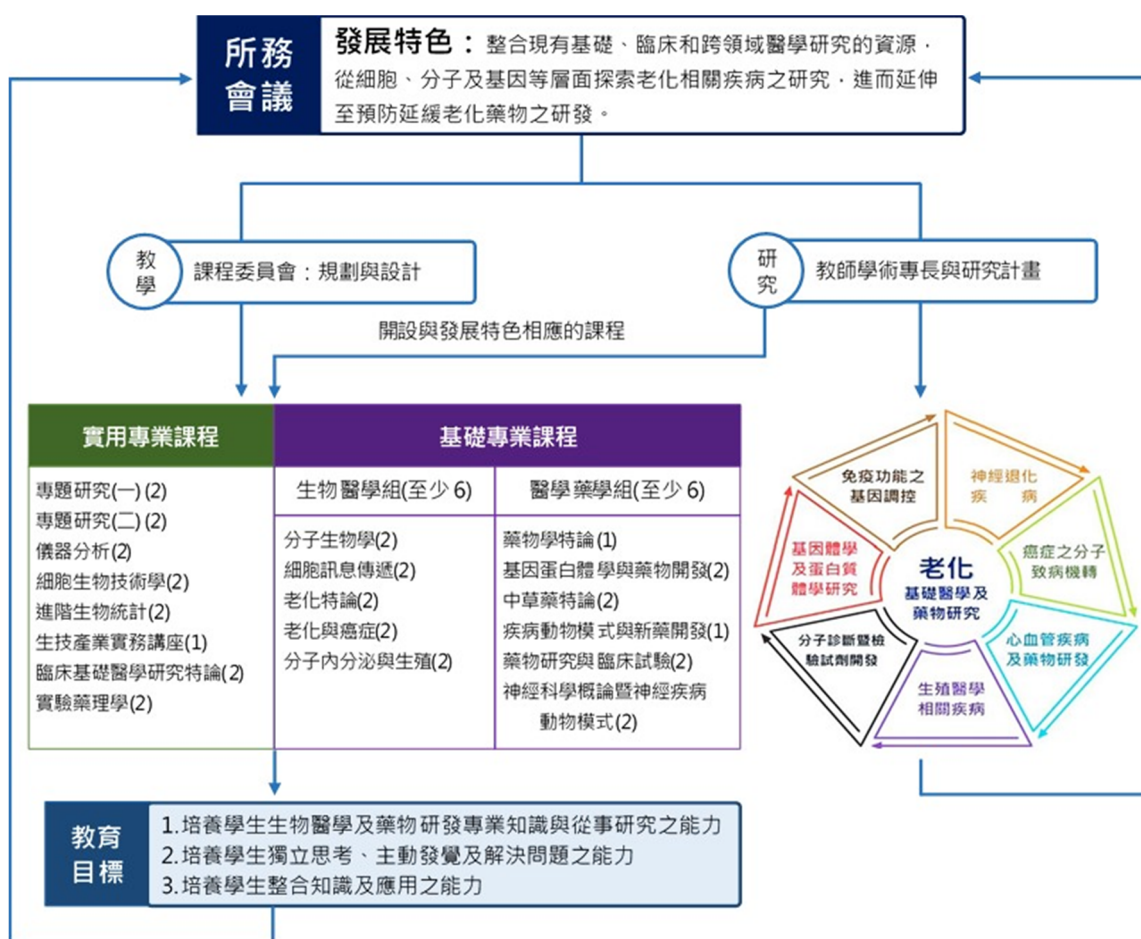 所務
會議
發展特色：整合現有基礎、臨床和跨領域醫學研究的資源，
從細胞、分子及基因等層面探索老化相關疾病之研究，進而延伸
至預防延緩老化藥物之研發。
教學
課程委員會：規劃與設計
研究
教師學術專長與研究計畫
開設與發展特色相應的課程
實用專業課程
專題研究(一)(2)
專題研究(二)(2)
儀器分析(2)
細胞生物技術學(2)
進階生物統計(2)
生技產業實務講座(1)
臨床基礎醫學研究特論(2)
實驗藥理學(2)
基礎專業課程
生物醫學組(至少6)
分子生物學(2)
細胞訊息傳遞(2)
老化特論(2)
老化與癌症(2)
分子內分泌與生殖(2)
醫學藥學組(至少6)
藥物學特論(1)
基因蛋白體學與藥物開發(2)
中草藥特論(2)
疾病動物模式與新藥開發(1)
藥物研究與臨床試驗(2)
神經科學概論暨神經疾病
動物模式(2)
免疫功能之
基因調控
神經退化
疾　　病
基因體學
及蛋白質
體學研究
癌症之分子
致病機轉
老化
基礎醫學及
藥物研究
分子診斷暨檢
驗試劑開發
心血管疾病
及藥物研發
生殖醫學
相關疾病
教育
目標
1.培養學生生物醫學及藥物研發專業知識與從事研究之能力
2.培養學生獨立思考、主動發覺及解決問題之能力
3.培養學生整合知識及應用之能力